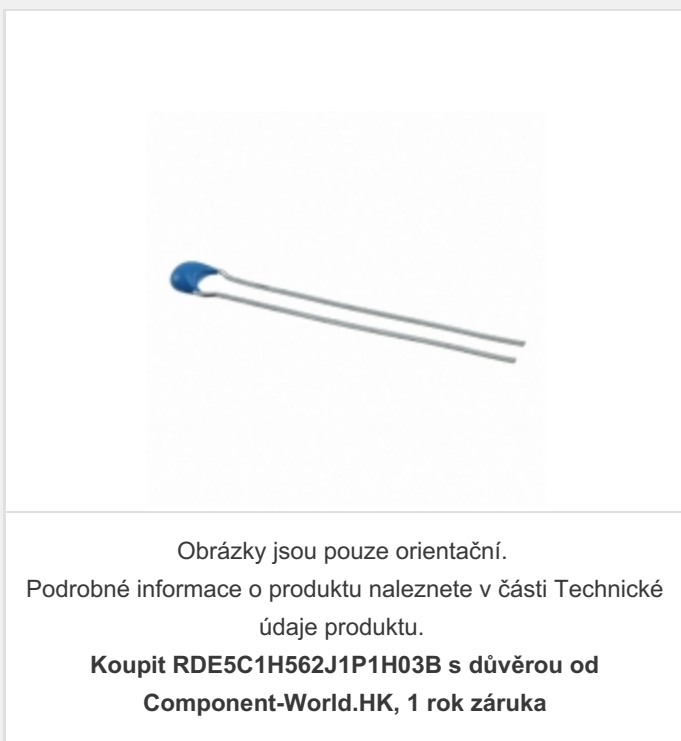 Obrázky jsou pouze orientační.
Podrobné informace o produktu naleznete v části Technické
údaje produktu.
Koupit RDE5C1H562J1P1H03B s důvěrou od
Component-World.HK, 1 rok záruka